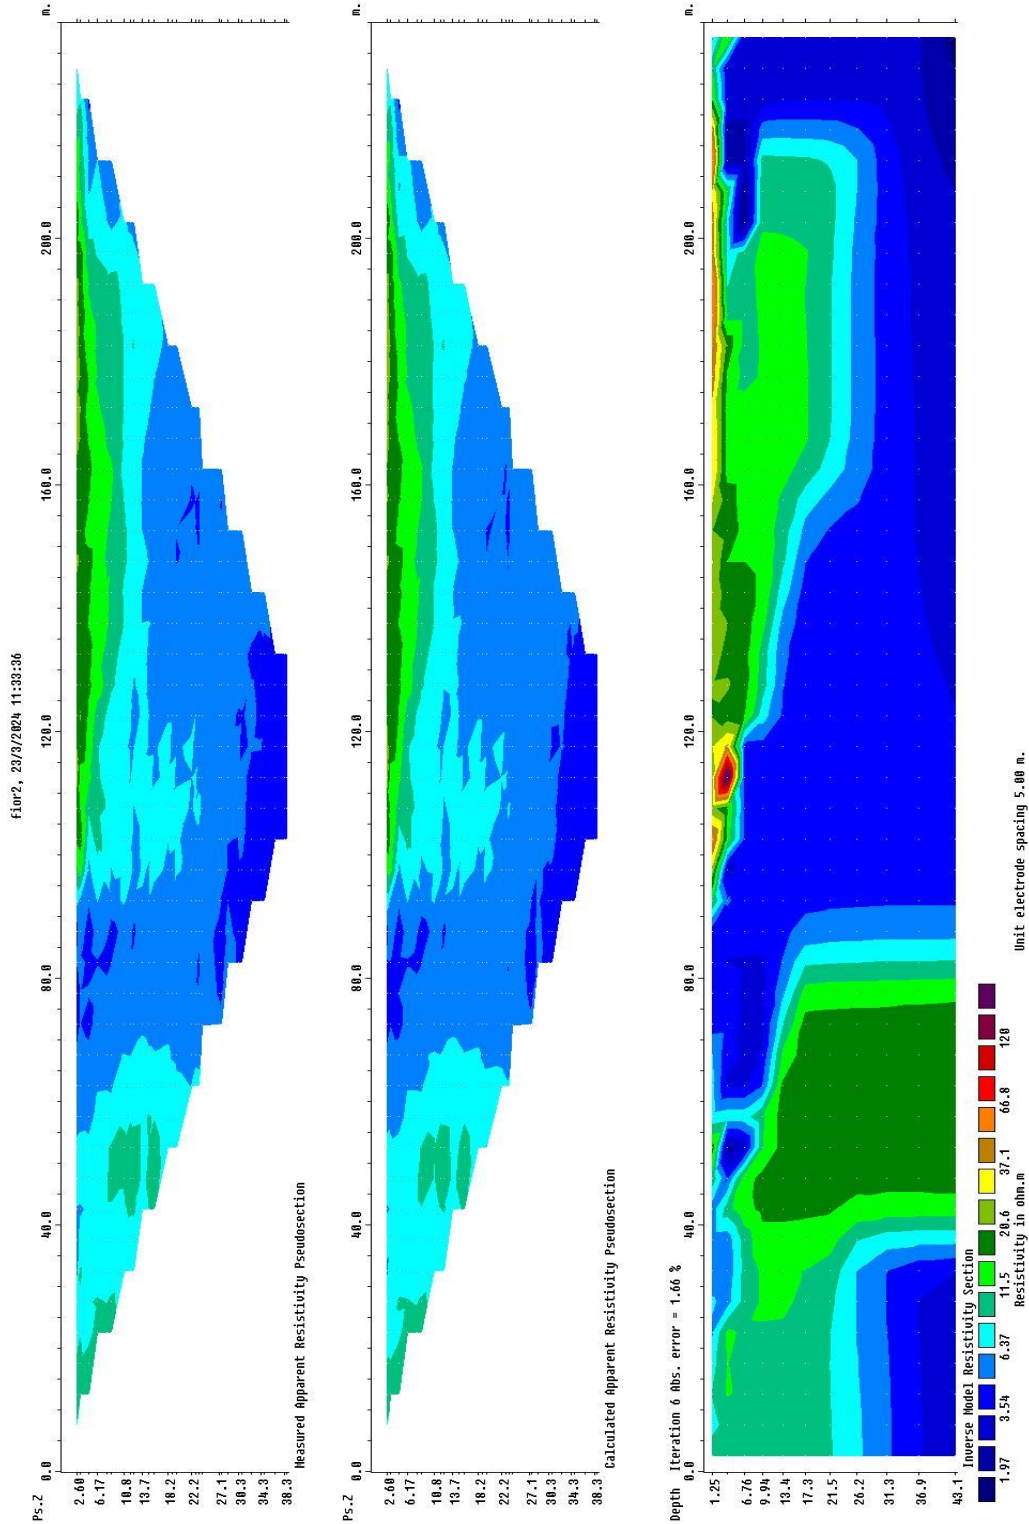 fior2, 23/3/2024 11:33:36
Ps.Z 0.0 40.0 80.0 120.0 160.0 200.0 m.
2.60
6.17
10.8
13.7
18.2
22.2
27.1
30.3
34.3
38.3
Measured Apparent Resistivity Pseudosection
Ps.Z 0.0 40.0 80.0 120.0 160.0 200.0 m.
2.60
6.17
10.8
13.7
18.2
22.2
27.1
30.3
34.3
38.3
Calculated Apparent Resistivity Pseudosection
Depth Iteration 6 Abs. error = 1.66 %
0.0 40.0 80.0 120.0 160.0 200.0 m.
1.25
6.76
9.94
13.4
17.3
21.5
26.2
31.3
36.9
43.1
Inverse Model Resistivity Section
1.97 3.54 6.37 11.5 20.6 37.1 66.8 120
Resistivity in ohm.m
Unit electrode spacing 5.00 m.